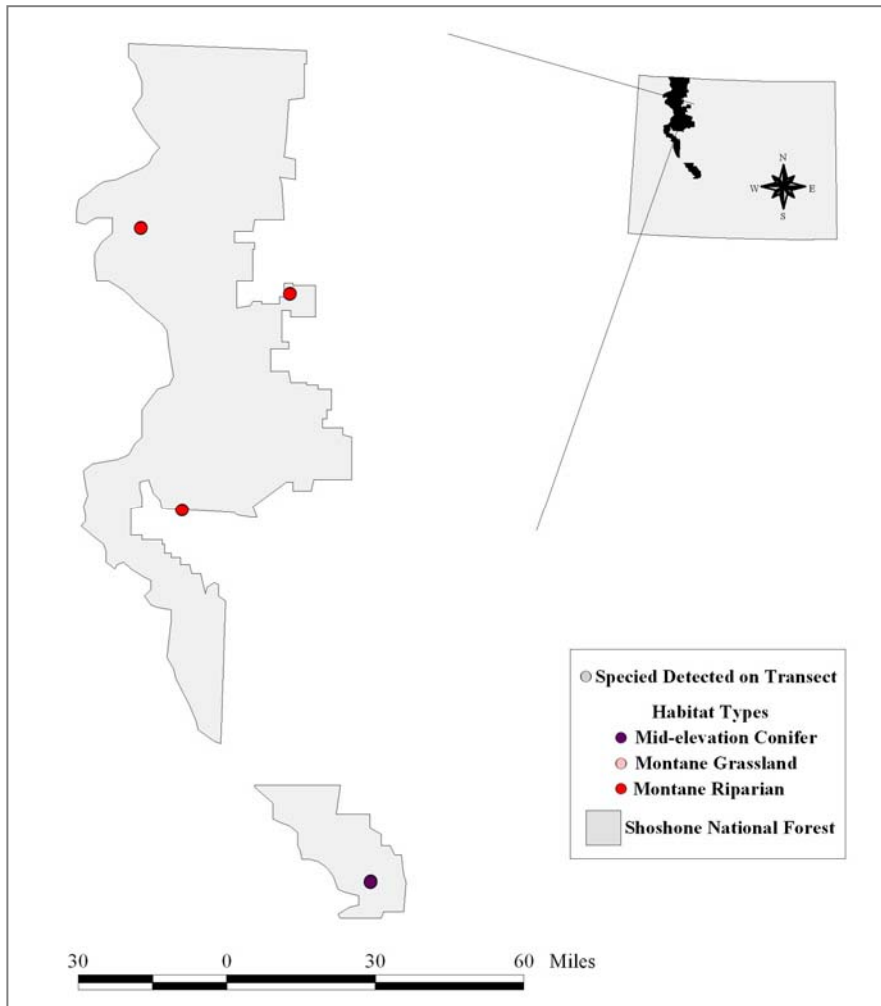 N
W E
S
Specied Detected on Transect
Habitat Types
Mid-elevation Conifer
Montane Grassland
Montane Riparian
Shoshone National Forest
30 0 30 60 Miles